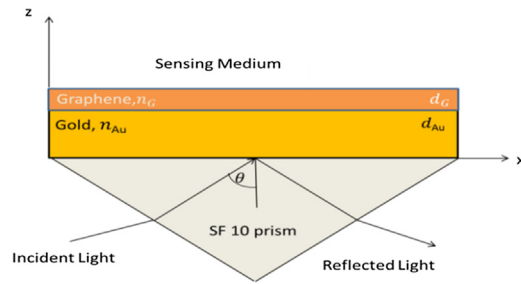 z
Sensing Medium
Graphene,n_G d_G
Gold, n_Au d_Au
x
θ
SF 10 prism
Incident Light
Reflected Light